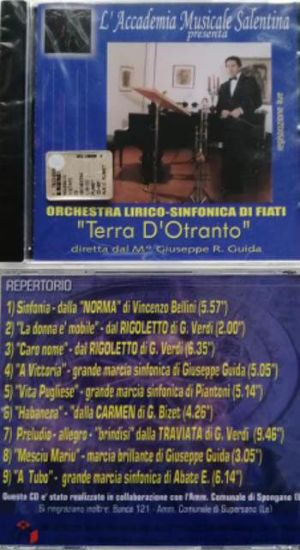 L'Accademia Musicale Salentina
presenta
ORCHESTRA LIRICO-SINFONICA DI FIATI
"Terra D'Otranto"
diretta dal M° Giuseppe R. Guida
REPERTORIO
1) Sinfonia - dalla "NORMA" di Vincenzo Bellini (5.57")
2) "La donna e' mobile" - dal RIGOLETTO di G. Verdi (2.00")
3) "Caro nome" - dal RIGOLETTO di G. Verdi (6.35")
4) "A Vittoria" - grande marcia sinfonica di Giuseppe Guida (5.05")
5) "Vita Pugliese" - grande marcia sinfonica di Piantoni (5.14")
6) "Habanera" - "dalla CARMEN di G. Bizet (4.26")
7) Preludio - allegro - "brindisi" dalla TRAVIATA di G. Verdi (9.46")
8) "Mesciu Mariu" - marcia brillante di Giuseppe Guida (3.05")
9) "A Tubo" - grande marcia sinfonica di Abate E. (6.14")
Questo CD e' stato realizzato in collaborazione con l'Amm. Comunale di Spongano (Le
Si ringraziano inoltre: Banca 121 - Amm. Comunale di Supersano (Le)